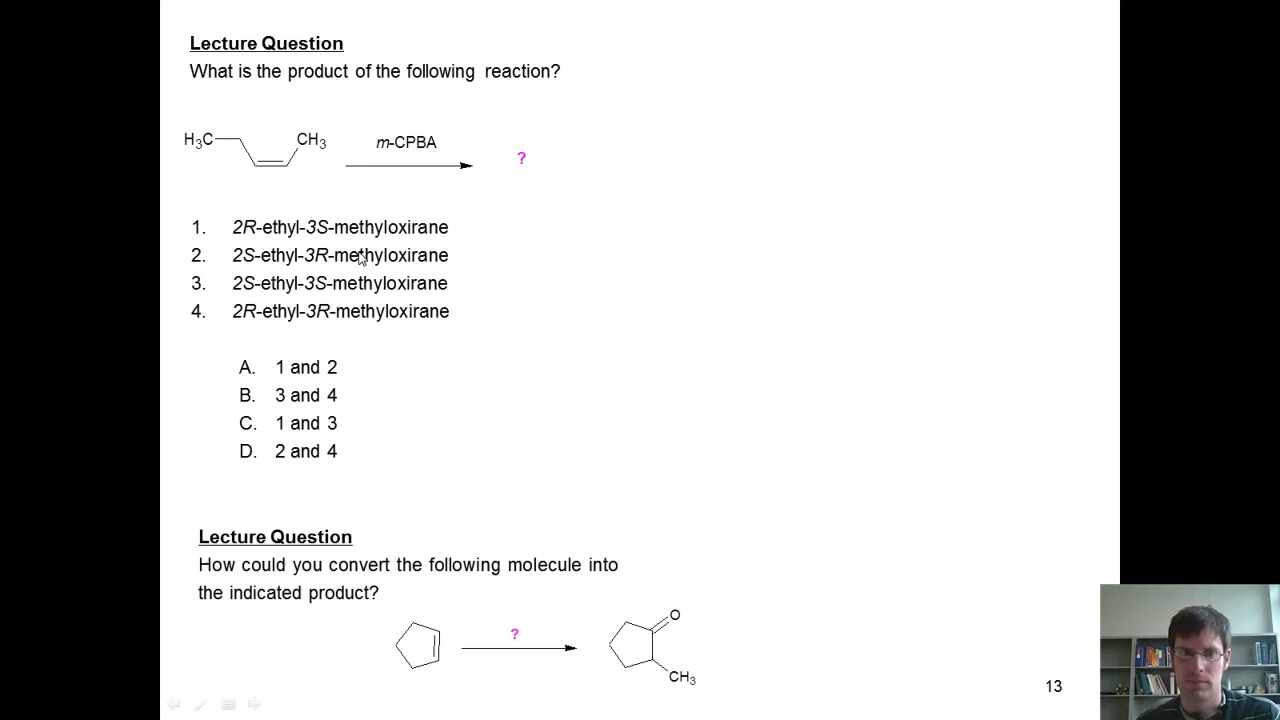 Lecture Question
What is the product of the following reaction?
H₃C
CH₃
m-CPBA
?
1. 2R-ethyl-3S-methyloxirane
2. 2S-ethyl-3R-methyloxirane
3. 2S-ethyl-3S-methyloxirane
4. 2R-ethyl-3R-methyloxirane
A. 1 and 2
B. 3 and 4
C. 1 and 3
D. 2 and 4
Lecture Question
How could you convert the following molecule into
the indicated product?
?
O
CH₃
13